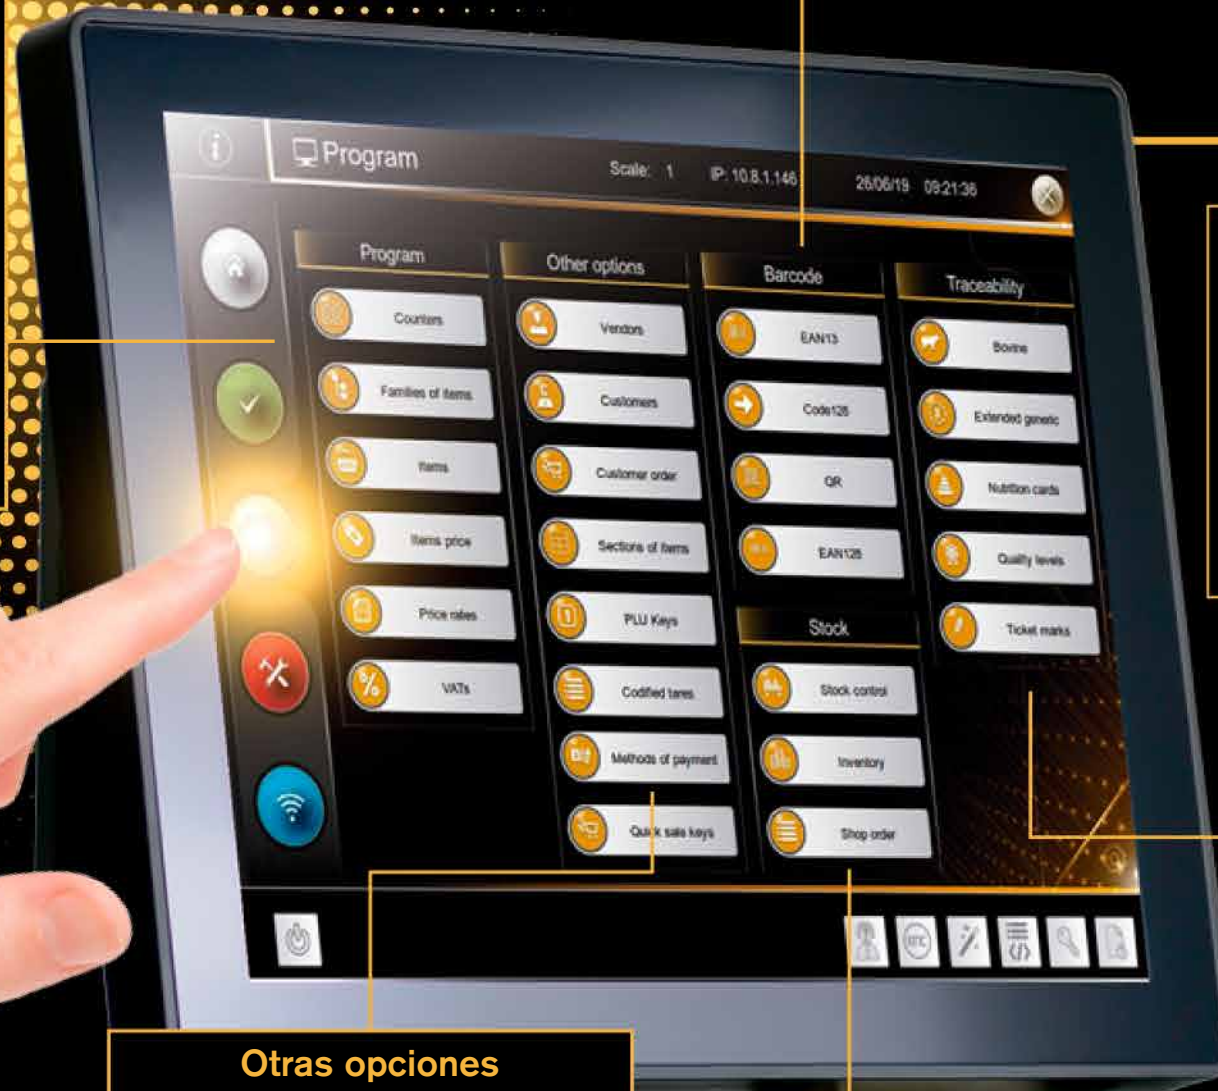 Program
Scale: 1 IP: 10.8.1.146 26/06/19 09:21:36
Program
Counters
Families of items
Items
Items price
Price rates
VATs
Other options
Vendors
Customers
Customer order
Sections of items
PLU Keys
Codified tares
Methods of payment
Quick sale keys
Barcode
EAN13
Code128
QR
EAN128
Stock
Stock control
Inventory
Shop order
Traceability
Bovine
Extended generic
Nutrition cards
Quality levels
Ticket marks
Otras opciones